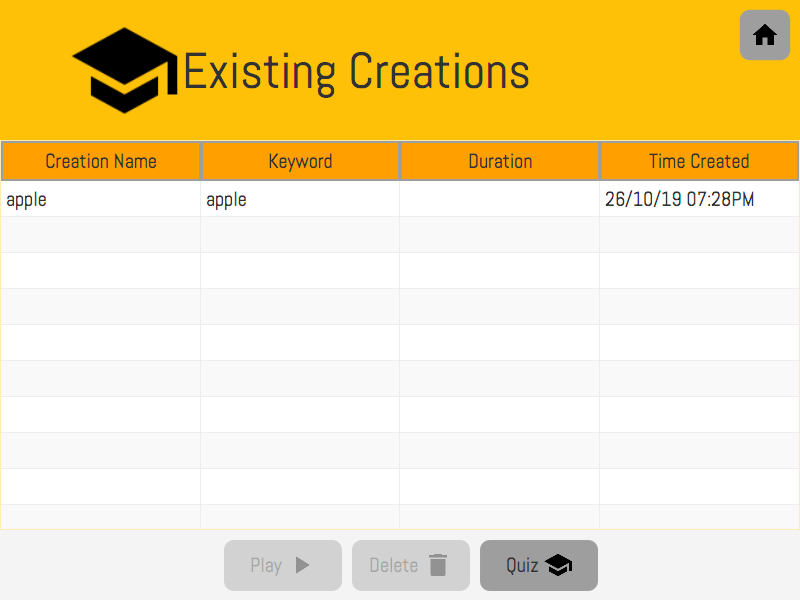 Existing Creations
Creation Name Keyword Duration Time Created
apple apple 26/10/19 07:28PM
Play Delete Quiz